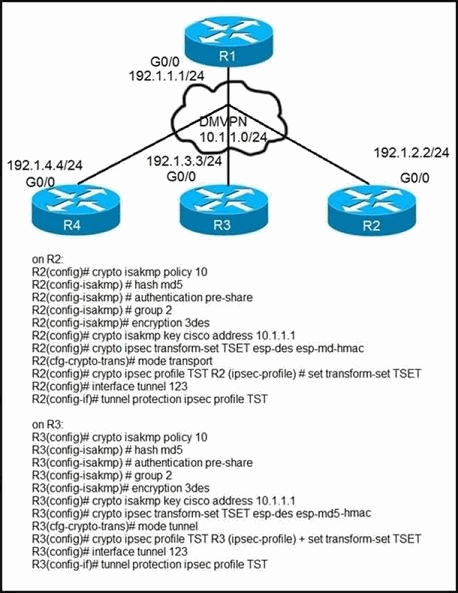 R1
G0/0
192.1.1.1/24
DMVPN
10.1.1.0/24
192.1.4.4/24
G0/0
R4
192.1.3.3/24
G0/0
R3
192.1.2.2/24
G0/0
R2
on R2:
R2(config)# crypto isakmp policy 10
R2(config-isakmp) # hash md5
R2(config-isakmp) # authentication pre-share
R2(config-isakmp) # group 2
R2(config-isakmp)# encryption 3des
R2(config)# crypto isakmp key cisco address 10.1.1.1
R2(config)# crypto ipsec transform-set TSET esp-des esp-md-hmac
R2(cfg-crypto-trans)# mode transport
R2(config)# crypto ipsec profile TST R2 (ipsec-profile) # set transform-set TSET
R2(config)# interface tunnel 123
R2(config-if)# tunnel protection ipsec profile TST
on R3:
R3(config)# crypto isakmp policy 10
R3(config-isakmp) # hash md5
R3(config-isakmp) # authentication pre-share
R3(config-isakmp) # group 2
R3(config-isakmp)# encryption 3des
R3(config)# crypto isakmp key cisco address 10.1.1.1
R3(config)# crypto ipsec transform-set TSET esp-des esp-md5-hmac
R3(cfg-crypto-trans)# mode tunnel
R3(config)# crypto ipsec profile TST R3 (ipsec-profile) + set transform-set TSET
R3(config)# interface tunnel 123
R3(config-if)# tunnel protection ipsec profile TST